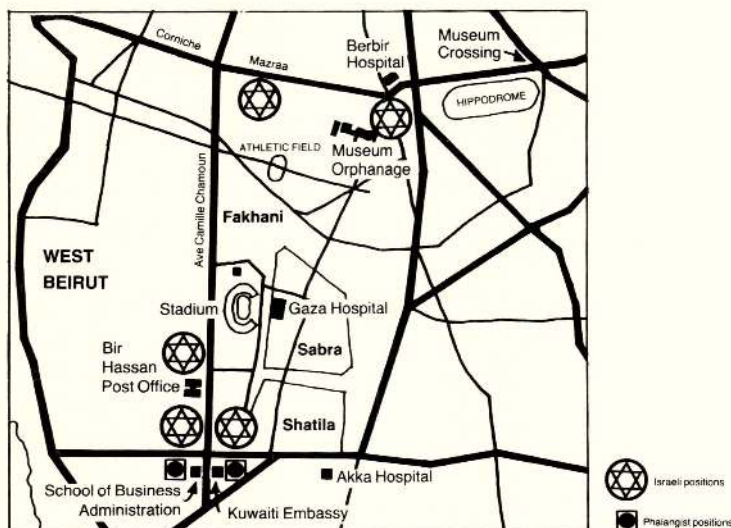 Corniche
Mazraa
Berbir
Hospital
Museum
Crossing
HIPPODROME
ATHLETIC FIELD
Museum
Orphanage
Ave Camille Chamoun
Fakhani
WEST
BEIRUT
Stadium
Gaza Hospital
Sabra
Bir
Hassan
Post Office
Shatila
School of Business
Administration
Kuwaiti Embassy
Akka Hospital
Israeli positions
Phalangist positions